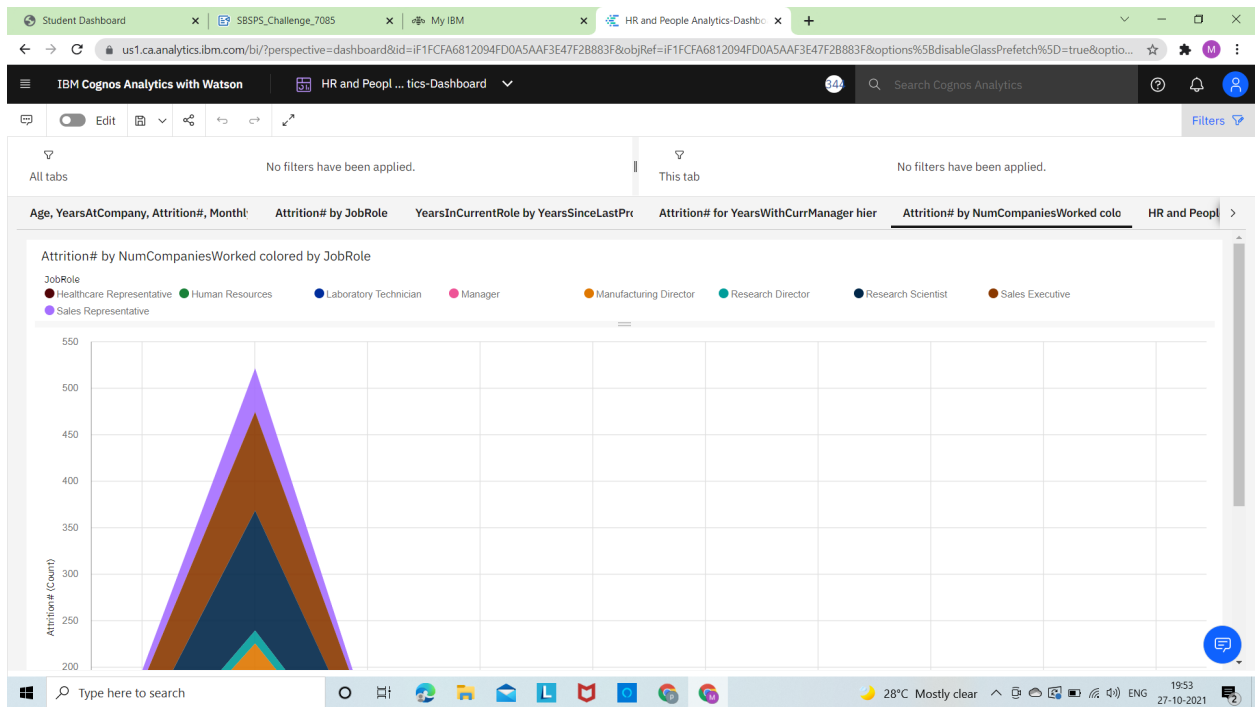 Student Dashboard SBSPS_Challenge_7085 My IBM HR and People Analytics-Dashbo
us1.ca.analytics.ibm.com/bi/?perspective=dashboard&id=iF1FCFA6812094FD0A5AAF3E47F2B883F&objRef=iF1FCFA6812094FD0A5AAF3E47F2B883F&options%5BdisableGlassPrefetch%5D=true&optio... M
IBM Cognos Analytics with Watson HR and Peopl ... tics-Dashboard 344 Search Cognos Analytics
Edit Filters
No filters have been applied. No filters have been applied.
All tabs This tab
Age, YearsAtCompany, Attrition#, Monthl Attrition# by JobRole YearsInCurrentRole by YearsSinceLastPro Attrition# for YearsWithCurrManager hier Attrition# by NumCompaniesWorked colo HR and Peopl
Attrition# by NumCompaniesWorked colored by JobRole
JobRole
Healthcare Representative Human Resources Laboratory Technician Manager Manufacturing Director Research Director Research Scientist Sales Executive
Sales Representative
550
500
450
400
350
300
250
200
Attrition# (Count)
Type here to search 28°C Mostly clear ENG 19:53
27-10-2021 2